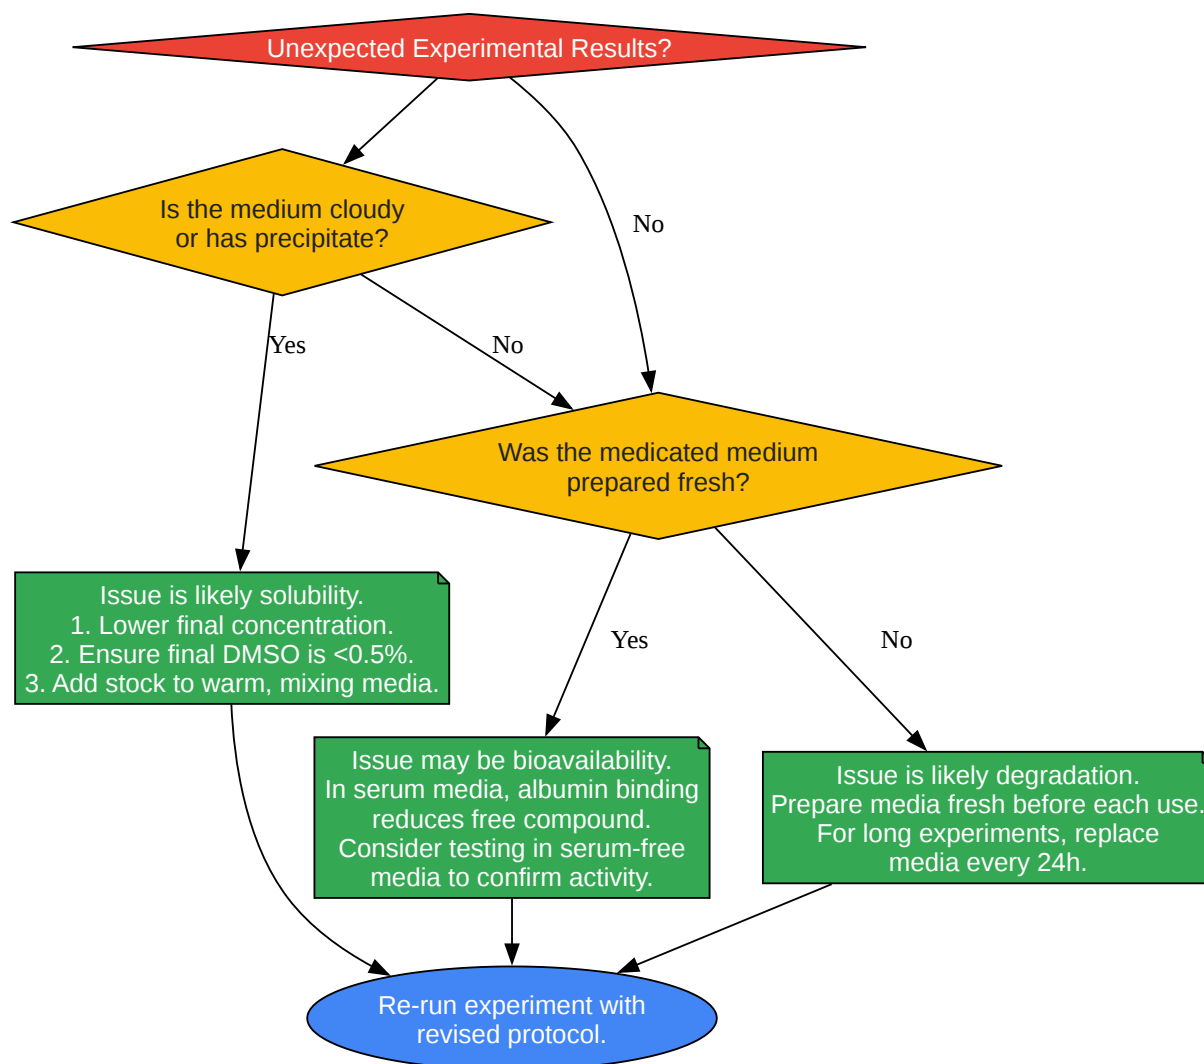 Unexpected Experimental Results?
Is the medium cloudy
or has precipitate?
No
Yes
No
Was the medicated medium
prepared fresh?
Issue is likely solubility.
1. Lower final concentration.
2. Ensure final DMSO is <0.5%.
3. Add stock to warm, mixing media.
Yes
No
Issue may be bioavailability.
In serum media, albumin binding
reduces free compound.
Consider testing in serum-free
media to confirm activity.
Issue is likely degradation.
Prepare media fresh before each use.
For long experiments, replace
media every 24h.
Re-run experiment with
revised protocol.